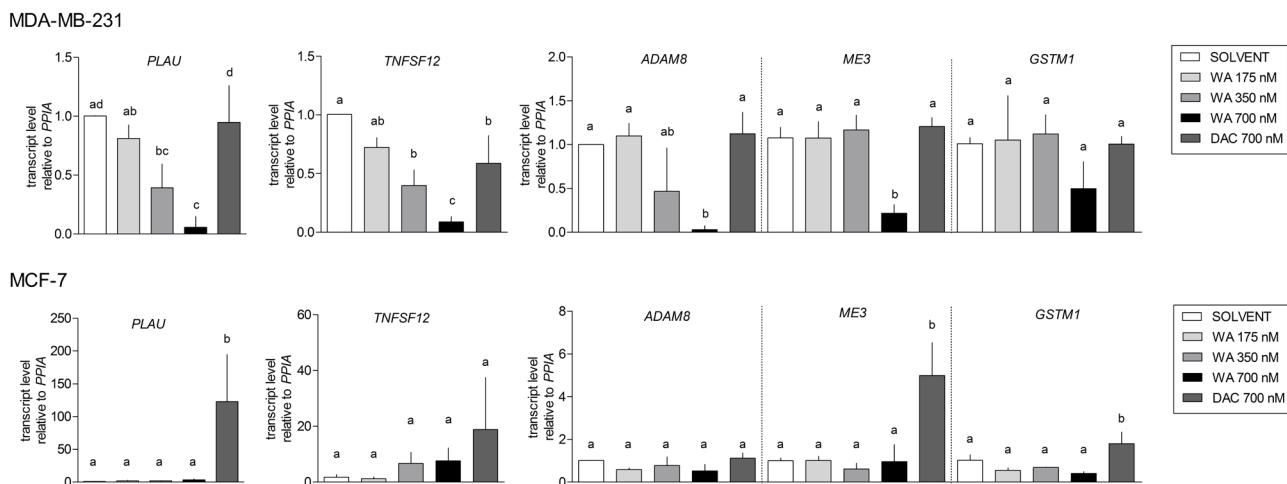 MDA-MB-231
PLAU
transcript level
relative to PPIA
1.5
1.0
0.5
0.0
ad
ab
bc
c
d
TNFSF12
transcript level
relative to PPIA
1.5
1.0
0.5
0.0
a
ab
b
c
b
ADAM8
ME3
GSTM1
transcript level
relative to PPIA
2.0
1.5
1.0
0.5
0.0
a
a
ab
b
a
a
a
a
b
a
a
a
a
a
a
SOLVENT
WA 175 nM
WA 350 nM
WA 700 nM
DAC 700 nM
MCF-7
PLAU
transcript level
relative to PPIA
250
200
150
100
50
0
a
a
a
a
b
TNFSF12
transcript level
relative to PPIA
60
40
20
0
a
a
a
a
a
ADAM8
ME3
GSTM1
transcript level
relative to PPIA
8
6
4
2
0
a
a
a
a
a
a
a
a
a
b
a
a
a
a
b
SOLVENT
WA 175 nM
WA 350 nM
WA 700 nM
DAC 700 nM